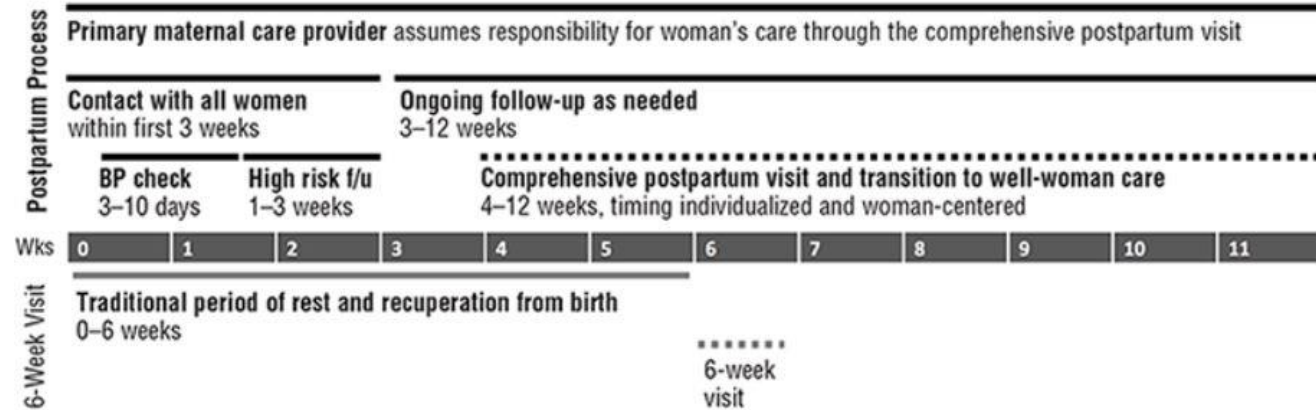 Postpartum Process
Primary maternal care provider assumes responsibility for woman's care through the comprehensive postpartum visit
Contact with all women
within first 3 weeks
Ongoing follow-up as needed
3–12 weeks
BP check
3–10 days
High risk f/u
1–3 weeks
Comprehensive postpartum visit and transition to well-woman care
4–12 weeks, timing individualized and woman-centered
Wks 0 1 2 3 4 5 6 7 8 9 10 11
6-Week Visit
Traditional period of rest and recuperation from birth
0–6 weeks
6-week
visit